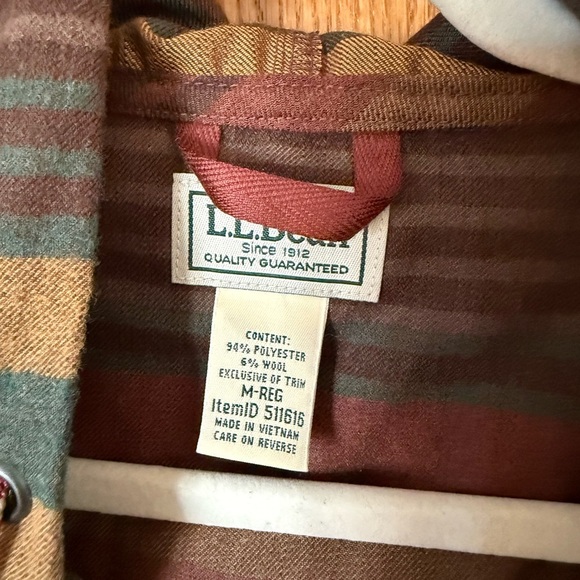 L.L.Bean
Since 1912
QUALITY GUARANTEED
CONTENT:
94% POLYESTER
6% WOOL
EXCLUSIVE OF TRIM
M-REG
ItemID 511616
MADE IN VIETNAM
CARE ON REVERSE